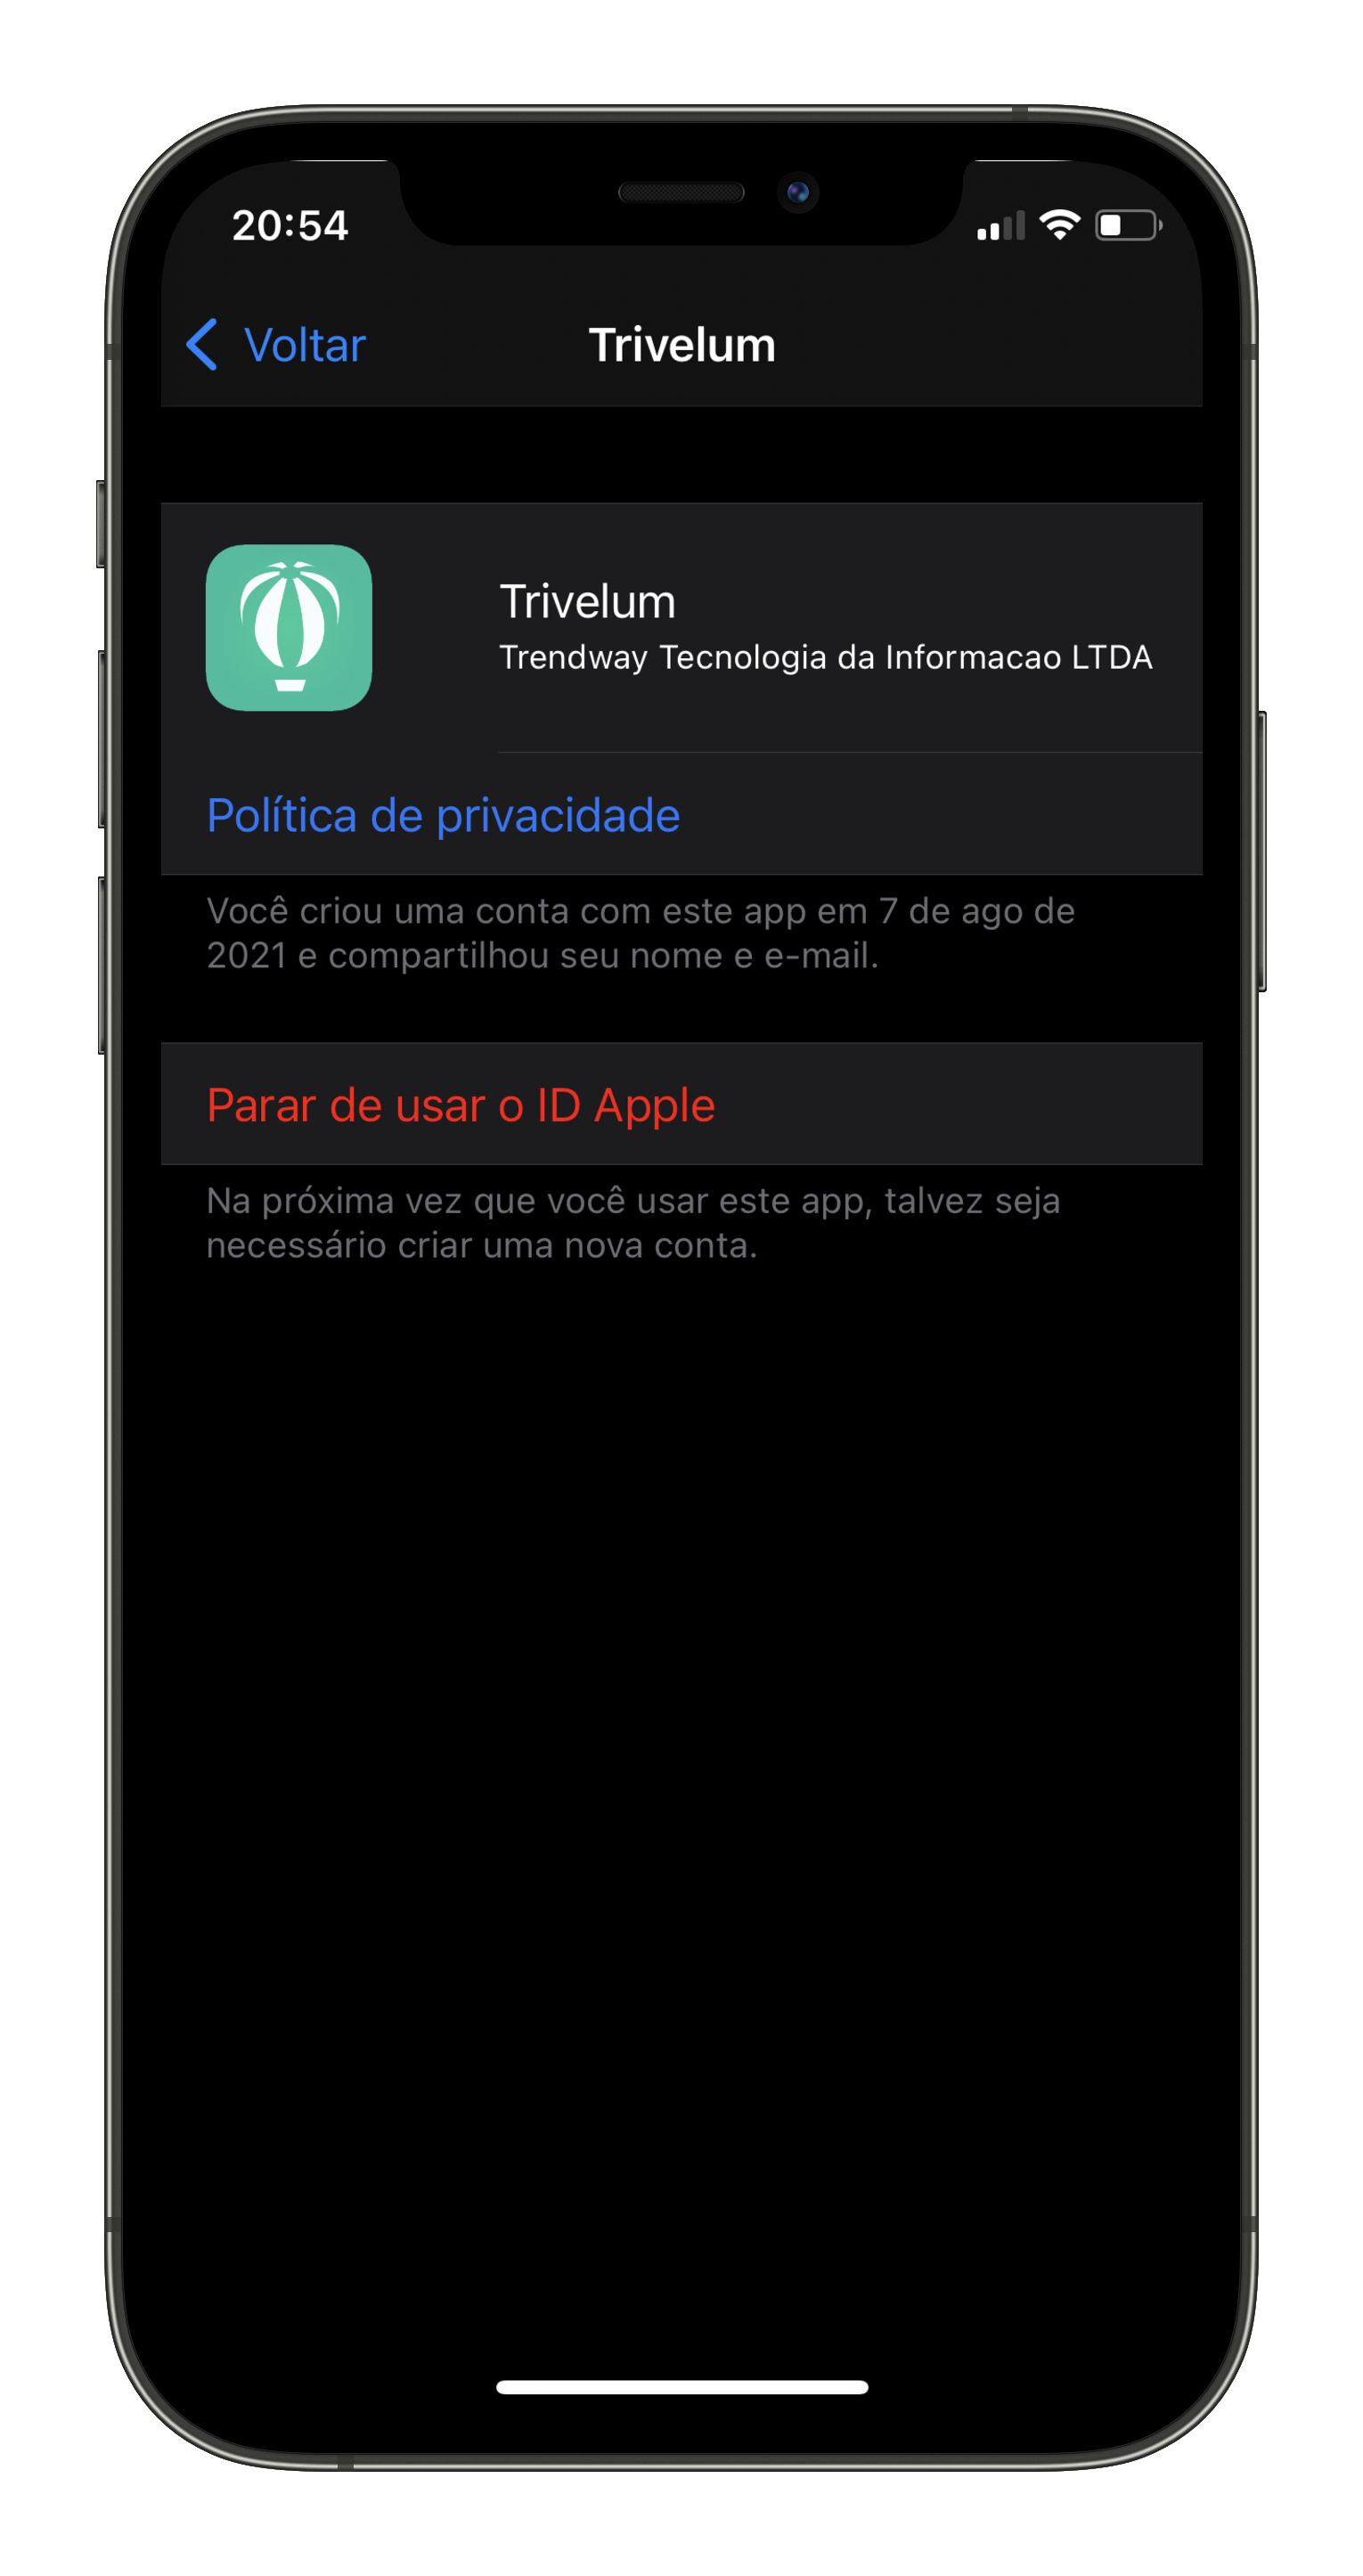 20:54
Voltar
Trivelum
Trivelum
Trendway Tecnologia da Informacao LTDA
Política de privacidade
Você criou uma conta com este app em 7 de ago de
2021 e compartilhou seu nome e e-mail.
Parar de usar o ID Apple
Na próxima vez que você usar este app, talvez seja
necessário criar uma nova conta.